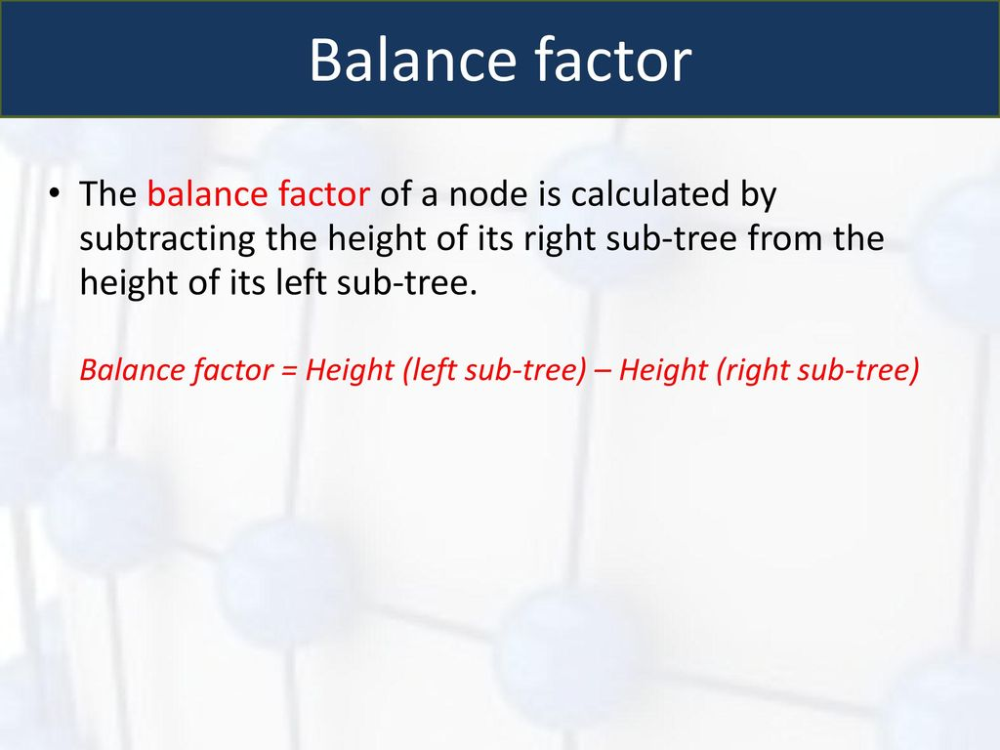 Balance factor
• The balance factor of a node is calculated by
subtracting the height of its right sub-tree from the
height of its left sub-tree.
Balance factor = Height (left sub-tree) – Height (right sub-tree)